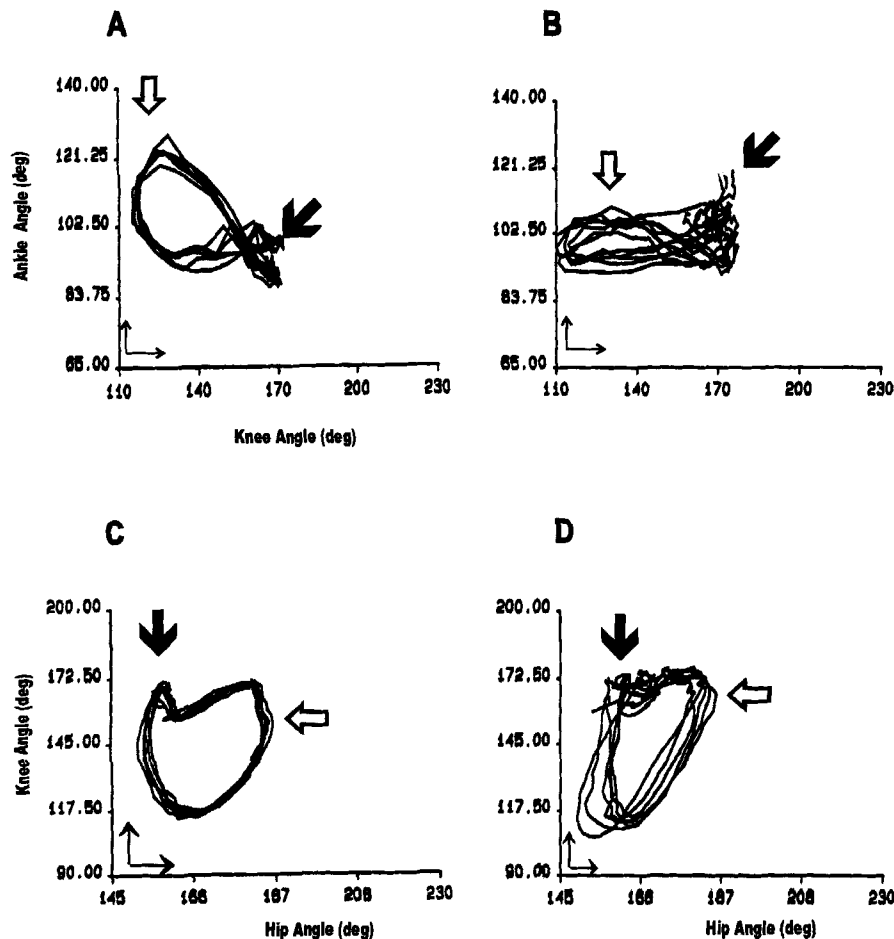 A
B
140.00
121.25
102.50
83.75
65.00
Ankle Angle (deg)
110 140 170 200 230
140.00
121.25
102.50
83.75
65.00
110 140 170 200 230
Knee Angle (deg)
C
D
200.00
172.50
145.00
117.50
90.00
Knee Angle (deg)
145 166 187 208 230
Hip Angle (deg)
200.00
172.50
145.00
117.50
90.00
145 166 187 208 230
Hip Angle (deg)